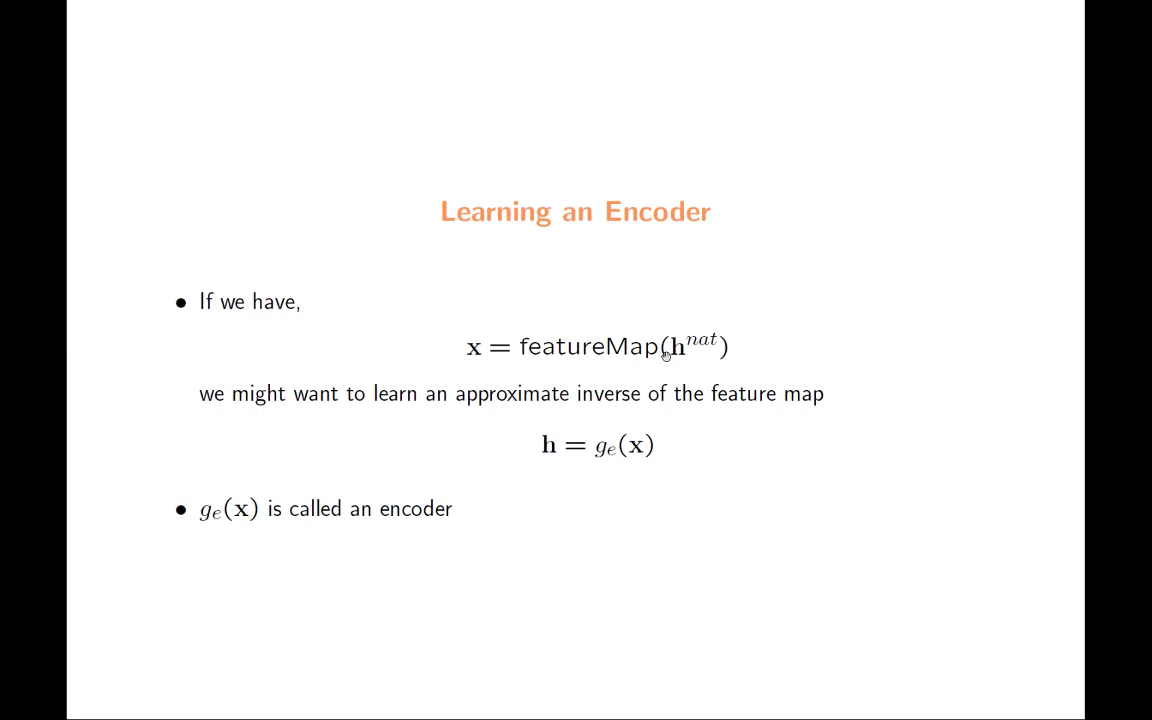 Learning an Encoder
• If we have,
x = featureMap(h^{nat})
we might want to learn an approximate inverse of the feature map
h = g_e(x)
• g_e(x) is called an encoder